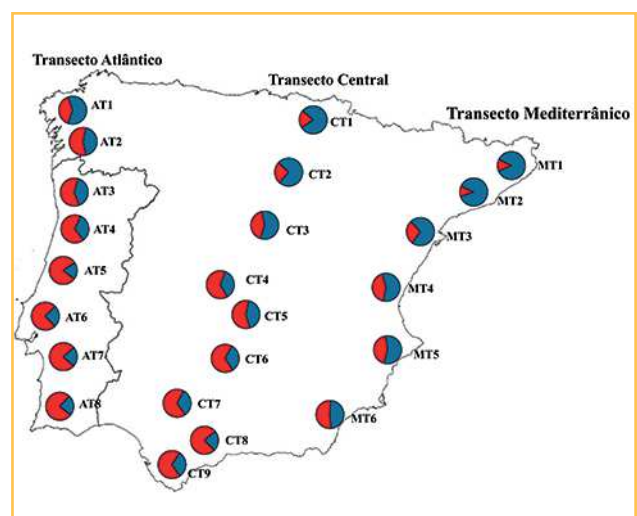 Transecto Atlântico
Transecto Central
Transecto Mediterrânico
AT1
AT2
AT3
AT4
AT5
AT6
AT7
AT8
CT1
CT2
CT3
CT4
CT5
CT6
CT7
CT8
CT9
MT1
MT2
MT3
MT4
MT5
MT6